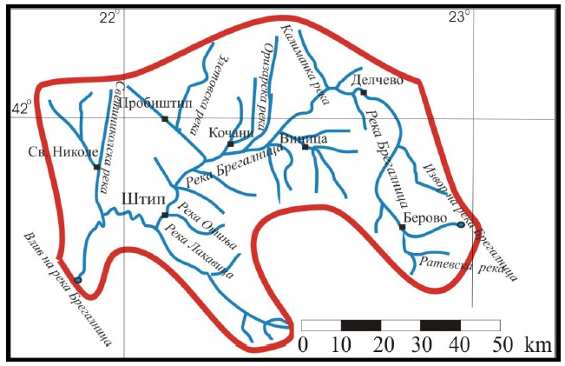 22°
23°
42°
Калиманка река
Оризарска река
Злетовска река
Делчево
Светиниколска река
Пробиштип
Кочани
Виница
Река Брегалница
Река Брегалница
Св. Николе
Извор на река Брегалница
Штип
Река Отиња
Берово
Река Лакавица
Ратевска река
Влив на река Брегалница
0 10 20 30 40 50
km